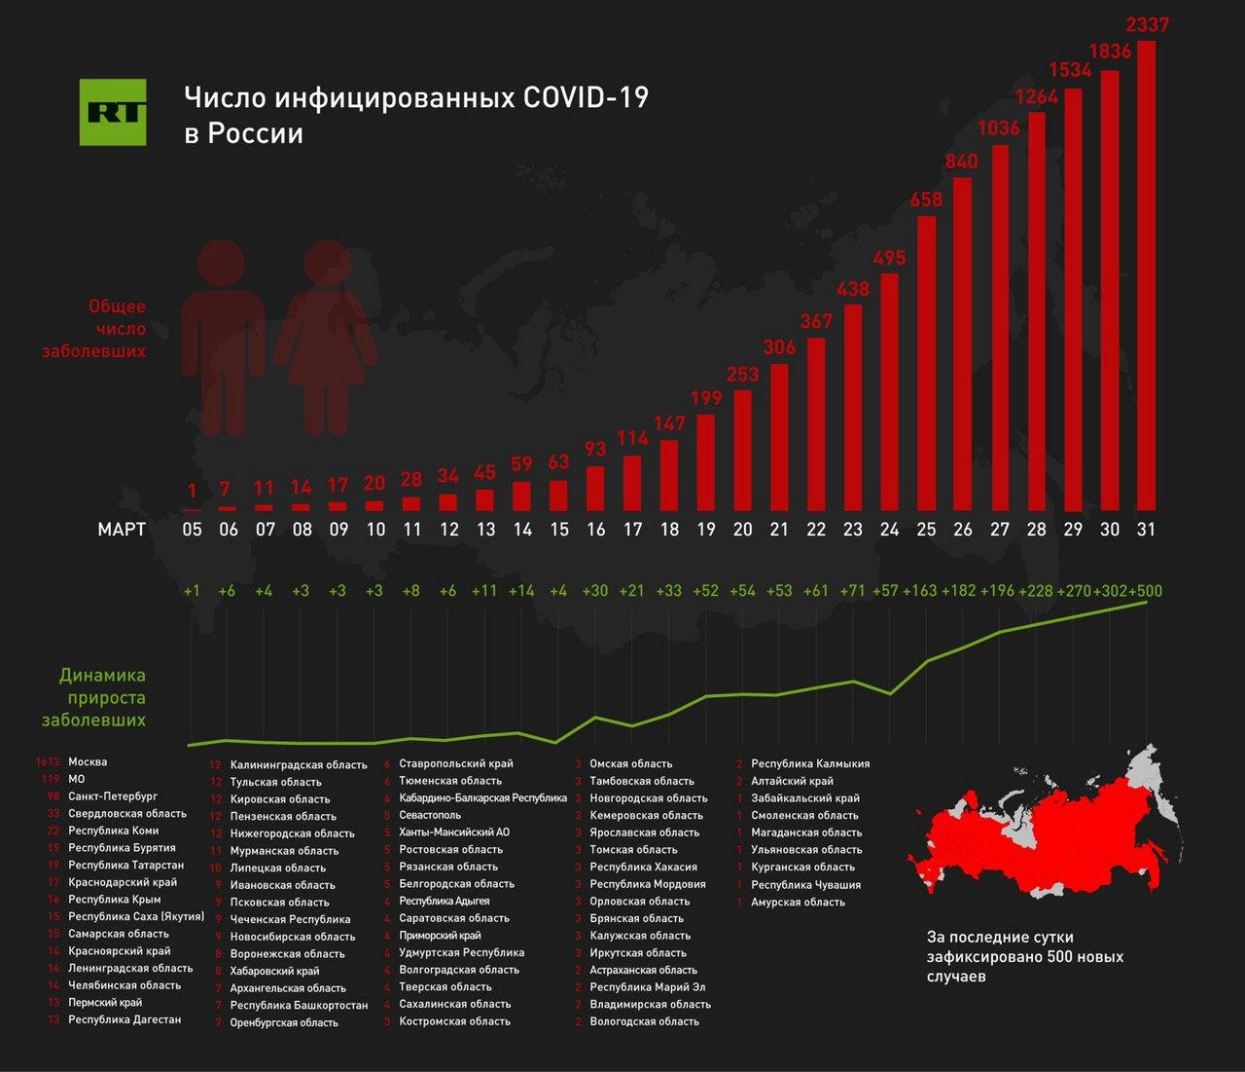 RT
Число инфицированных COVID-19
в России
Общее
число
заболевших
1 7 11 14 17 20 28 34 45 59 63 93 114 147 199 253 306 367 438 495 658 840 1036 1264 1534 1836 2337
МАРТ 05 06 07 08 09 10 11 12 13 14 15 16 17 18 19 20 21 22 23 24 25 26 27 28 29 30 31
+1 +6 +4 +3 +3 +3 +8 +6 +11 +14 +4 +30 +21 +33 +52 +54 +53 +61 +71 +57 +163 +182 +196 +228 +270 +302 +500
Динамика
прироста
заболевших
1613 Москва
119 МО
98 Санкт-Петербург
33 Свердловская область
22 Республика Коми
19 Республика Бурятия
19 Республика Татарстан
17 Краснодарский край
16 Республика Крым
15 Республика Саха (Якутия)
15 Самарская область
14 Красноярский край
14 Ленинградская область
14 Челябинская область
13 Пермский край
13 Республика Дагестан
12 Калининградская область
12 Тульская область
12 Кировская область
12 Пензенская область
12 Нижегородская область
11 Мурманская область
10 Липецкая область
9 Ивановская область
9 Псковская область
9 Чеченская Республика
9 Новосибирская область
8 Воронежская область
8 Хабаровский край
7 Архангельская область
7 Республика Башкортостан
7 Оренбургская область
6 Ставропольский край
6 Тюменская область
6 Кабардино-Балкарская Республика
5 Севастополь
5 Ханты-Мансийский АО
5 Ростовская область
5 Рязанская область
5 Белгородская область
4 Республика Адыгея
4 Саратовская область
4 Приморский край
4 Удмуртская Республика
4 Волгоградская область
4 Тверская область
4 Сахалинская область
3 Костромская область
3 Омская область
3 Тамбовская область
3 Новгородская область
3 Кемеровская область
3 Ярославская область
3 Томская область
3 Республика Хакасия
3 Республика Мордовия
3 Орловская область
3 Брянская область
3 Калужская область
3 Иркутская область
2 Астраханская область
2 Республика Марий Эл
2 Владимирская область
2 Вологодская область
2 Республика Калмыкия
2 Алтайский край
1 Забайкальский край
1 Смоленская область
1 Магаданская область
1 Ульяновская область
1 Курганская область
1 Республика Чувашия
1 Амурская область
За последние сутки
зафиксировано 500 новых
случаев